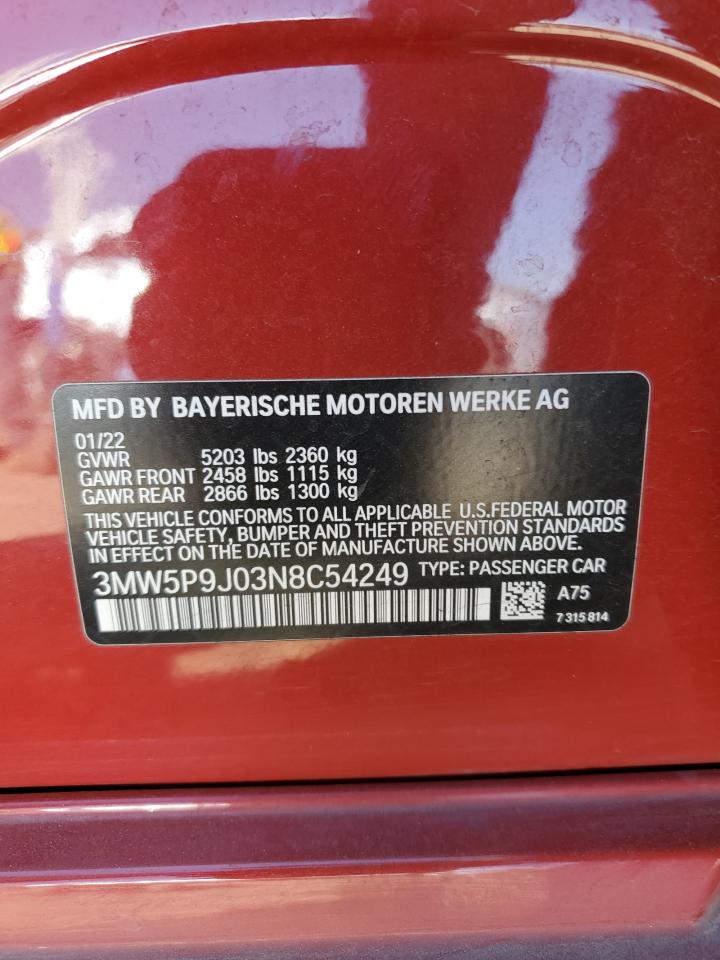 MFD BY BAYERISCHE MOTOREN WERKE AG
01/22
GVWR 5203 lbs 2360 kg
GAWR FRONT 2458 lbs 1115 kg
GAWR REAR 2866 lbs 1300 kg
THIS VEHICLE CONFORMS TO ALL APPLICABLE U.S.FEDERAL MOTOR
VEHICLE SAFETY, BUMPER AND THEFT PREVENTION STANDARDS
IN EFFECT ON THE DATE OF MANUFACTURE SHOWN ABOVE.
3MW5P9J03N8C54249 TYPE: PASSENGER CAR
A75
7 315 814